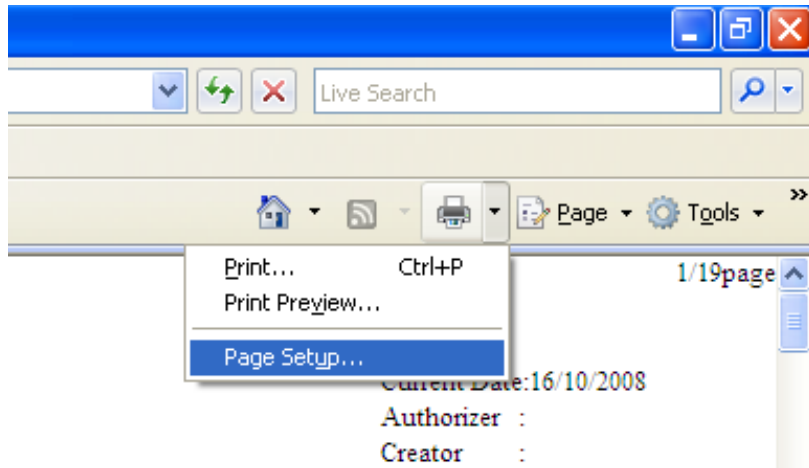 Live Search
Page Tools »
Print... Ctrl+P
1/19page
Print Preview...
Page Setup...
Current Date:16/10/2008
Authorizer :
Creator :